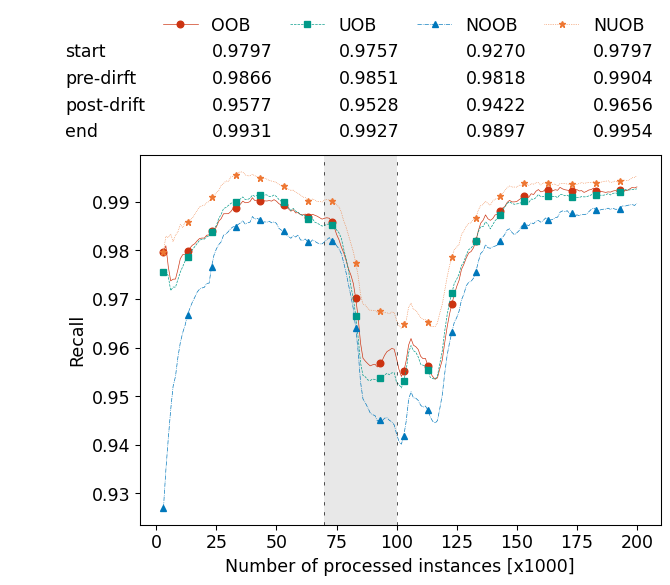 OOB UOB NOOB NUOB
start 0.9797 0.9757 0.9270 0.9797
pre-dirft 0.9866 0.9851 0.9818 0.9904
post-drift 0.9577 0.9528 0.9422 0.9656
end 0.9931 0.9927 0.9897 0.9954
0.99
0.98
0.97
0.96
0.95
0.94
0.93
Recall
0 25 50 75 100 125 150 175 200
Number of processed instances [x1000]